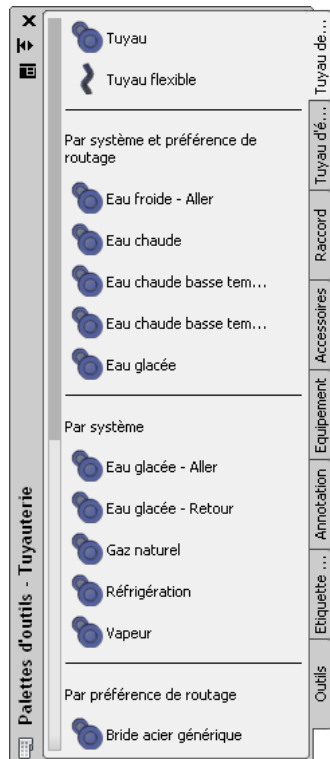 Tuyau
Tuyau flexible
Par système et préférence de
routage
Eau froide - Aller
Eau chaude
Eau chaude basse tem...
Eau chaude basse tem...
Eau glacée
Par système
Eau glacée - Aller
Eau glacée - Retour
Gaz naturel
Réfrigération
Vapeur
Par préférence de routage
Bride acier générique
Tuyau de...
Tuyau d'é...
Raccord
Accessoires
Equipement
Annotation
Etiquette ...
Outils
Palettes d'outils - Tuyauterie